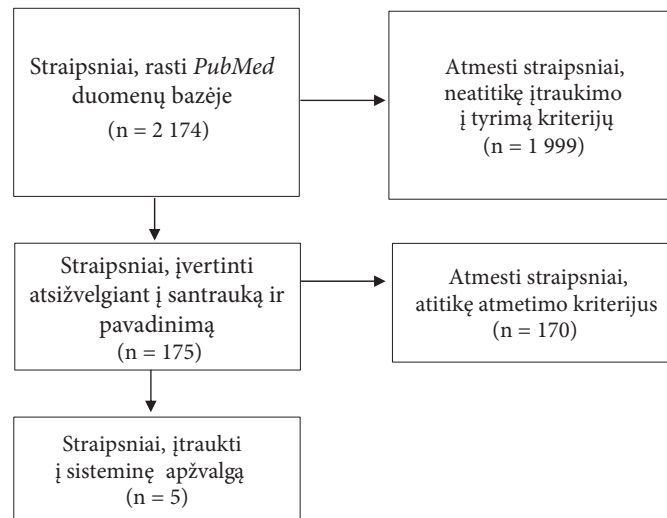 Straipsniai, rasti PubMed
duomenų bazėje
(n = 2 174)
Atmesti straipsniai,
neatitikę įtraukimo
į tyrimą kriterijų
(n = 1 999)
Straipsniai, įvertinti
atsižvelgiant į santrauką ir
pavadinimą
(n = 175)
Atmesti straipsniai,
atitikę atmetimo kriterijus
(n = 170)
Straipsniai, įtraukti
į sisteminę apžvalgą
(n = 5)